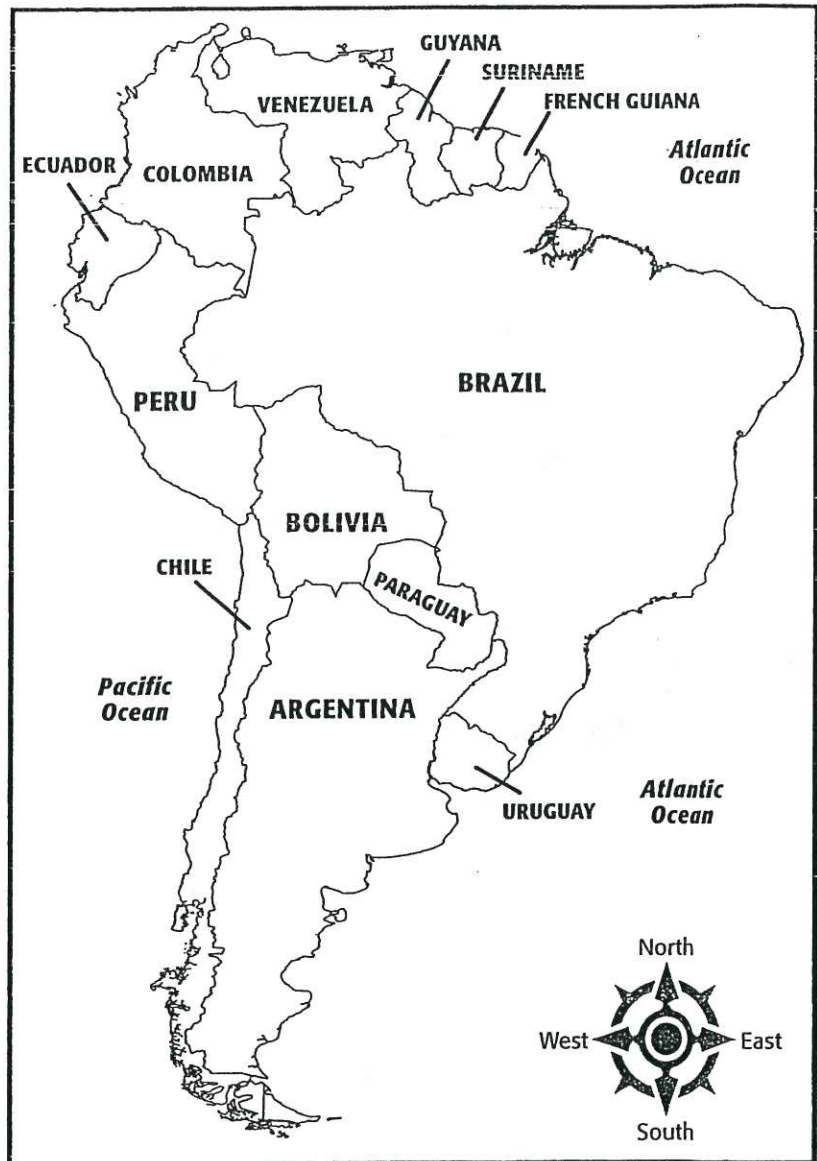 GUYANA
SURINAME
FRENCH GUIANA
VENEZUELA
Atlantic
Ocean
ECUADOR
COLOMBIA
BRAZIL
PERU
BOLIVIA
CHILE
PARAGUAY
Pacific
Ocean
ARGENTINA
Atlantic
Ocean
URUGUAY
North
West
East
South